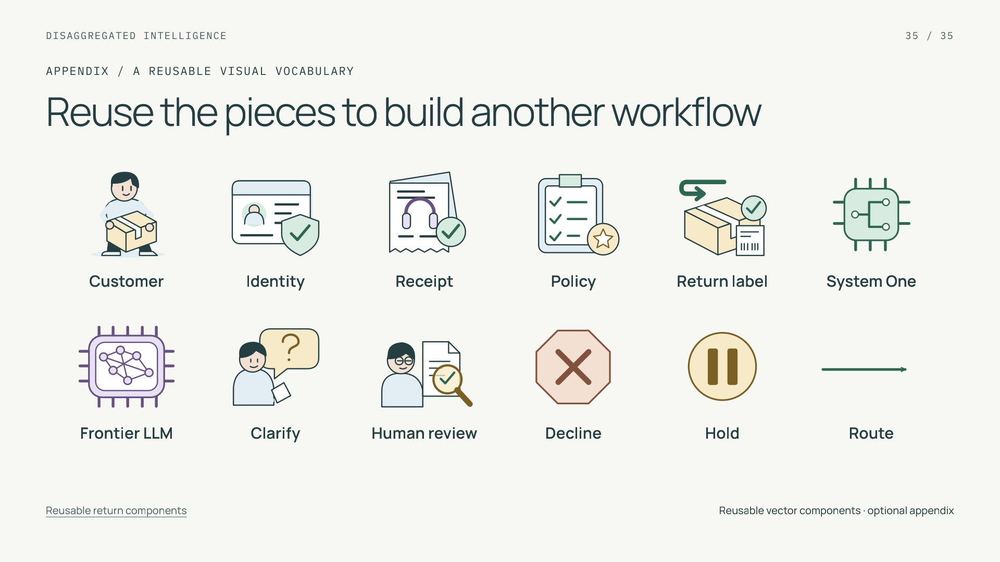 DISAGGREGATED INTELLIGENCE
35 / 35
APPENDIX / A REUSABLE VISUAL VOCABULARY
Reuse the pieces to build another workflow
Customer
Identity
Receipt
Policy
Return label
System One
?
Frontier LLM
Clarify
Human review
Decline
Hold
Route
Reusable return components
Reusable vector components · optional appendix